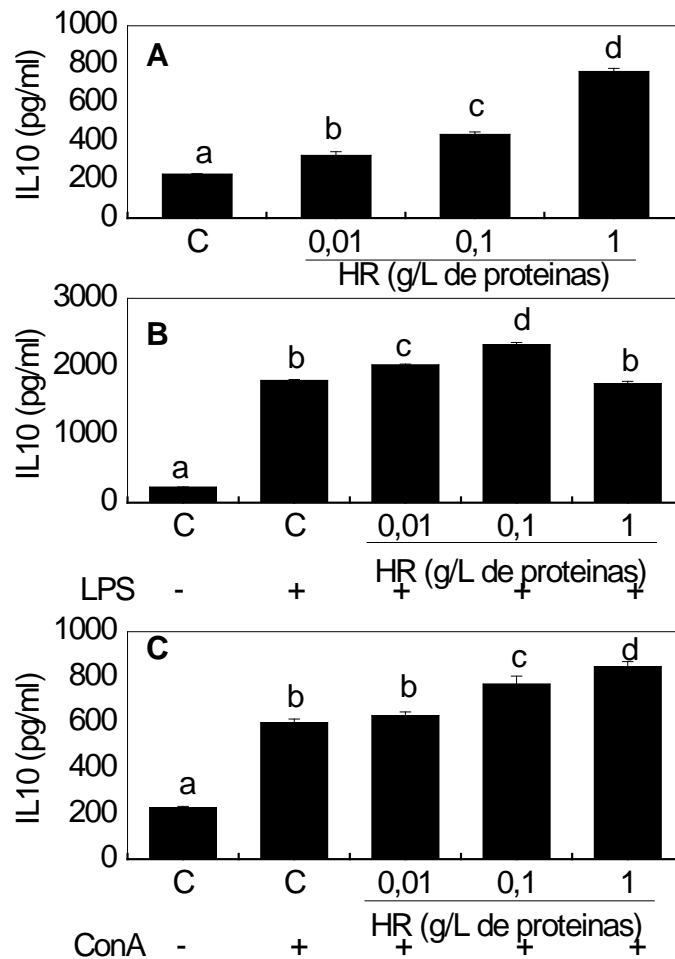 1000
A
d
800
600
c
400
b
a
200
0
IL10 (pg/ml)
C 0,01 0,1 1
HR (g/L de proteinas)
3000
B
d
c
b b
2000
1000
a
0
IL10 (pg/ml)
C C 0,01 0,1 1
HR (g/L de proteinas)
LPS - + + + +
1000
C
d
c
800
b b
600
400
a
200
0
IL10 (pg/ml)
C C 0,01 0,1 1
HR (g/L de proteinas)
ConA - + + + +